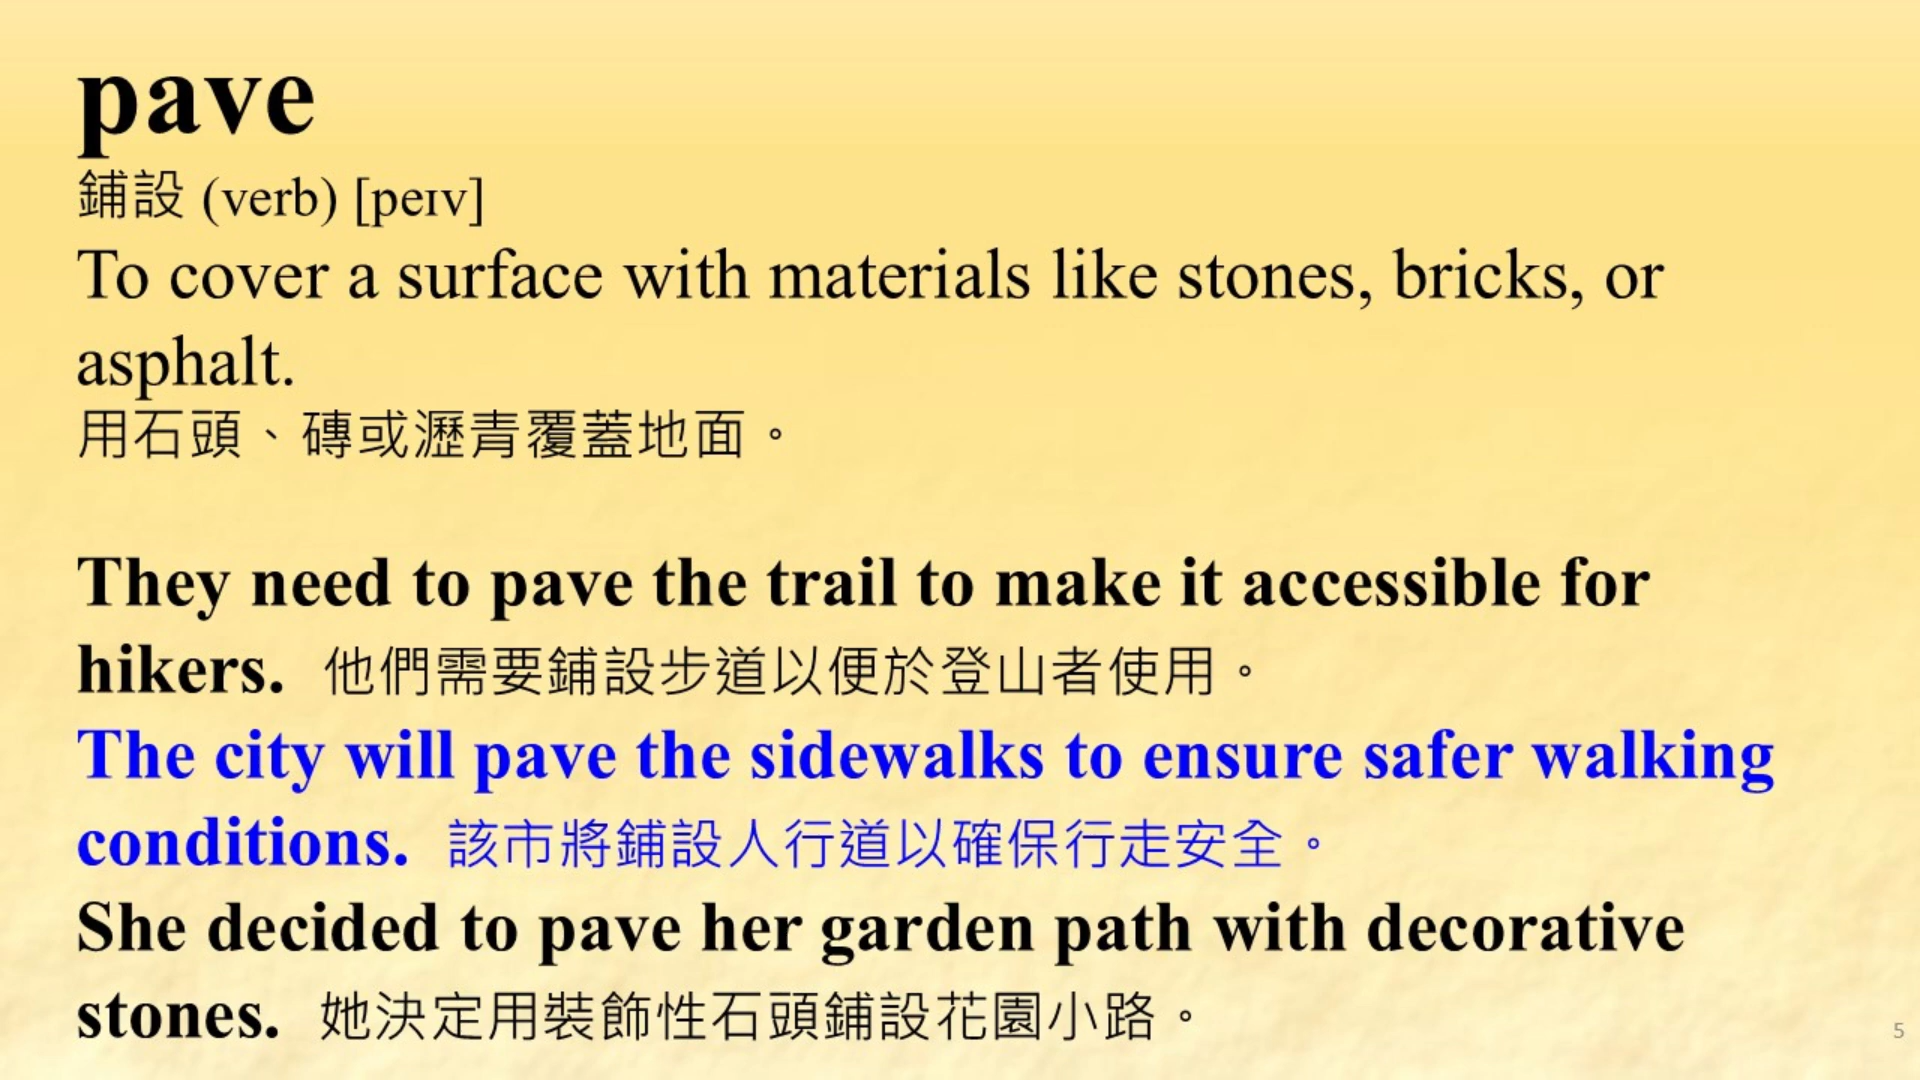 pave
鋪設 (verb) [peɪv]
To cover a surface with materials like stones, bricks, or
asphalt.
用石頭、磚或瀝青覆蓋地面。
They need to pave the trail to make it accessible for
hikers. 他們需要鋪設步道以便於登山者使用。
The city will pave the sidewalks to ensure safer walking
conditions. 該市將鋪設人行道以確保行走安全。
She decided to pave her garden path with decorative
stones. 她決定用裝飾性石頭鋪設花園小路。
5